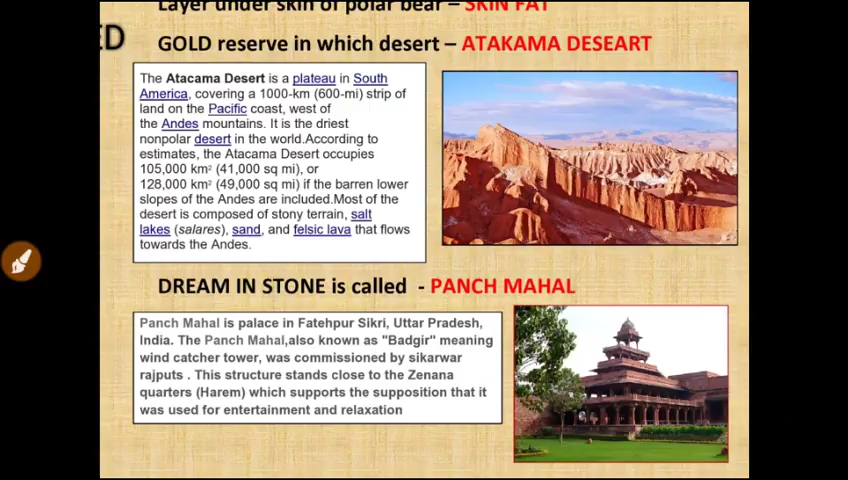 Layer under skin of polar bear – SKIN FAT
ED
GOLD reserve in which desert – ATAKAMA DESEART
The Atacama Desert is a plateau in South
America, covering a 1000-km (600-mi) strip of
land on the Pacific coast, west of
the Andes mountains. It is the driest
nonpolar desert in the world.According to
estimates, the Atacama Desert occupies
105,000 km² (41,000 sq mi), or
128,000 km² (49,000 sq mi) if the barren lower
slopes of the Andes are included.Most of the
desert is composed of stony terrain, salt
lakes (salares), sand, and felsic lava that flows
towards the Andes.
DREAM IN STONE is called - PANCH MAHAL
Panch Mahal is palace in Fatehpur Sikri, Uttar Pradesh,
India. The Panch Mahal,also known as "Badgir" meaning
wind catcher tower, was commissioned by sikarwar
rajputs . This structure stands close to the Zenana
quarters (Harem) which supports the supposition that it
was used for entertainment and relaxation